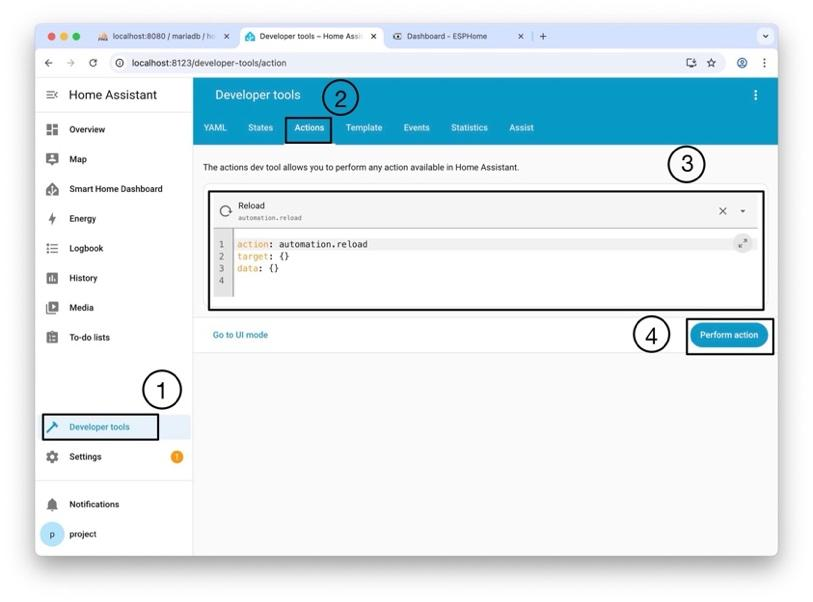 localhost:8080 / mariadb / ho
Developer tools – Home Assi
Dashboard - ESPHome
localhost:8123/developer-tools/action
Home Assistant
Developer tools
2
YAML
States
Actions
Template
Events
Statistics
Assist
Overview
Map
Smart Home Dashboard
Energy
Logbook
History
Media
To-do lists
The actions dev tool allows you to perform any action available in Home Assistant.
3
Reload
automation.reload
1 action: automation.reload
2 target: {}
3 data: {}
4
Go to UI mode
4
Perform action
1
Developer tools
Settings
!
Notifications
p
project